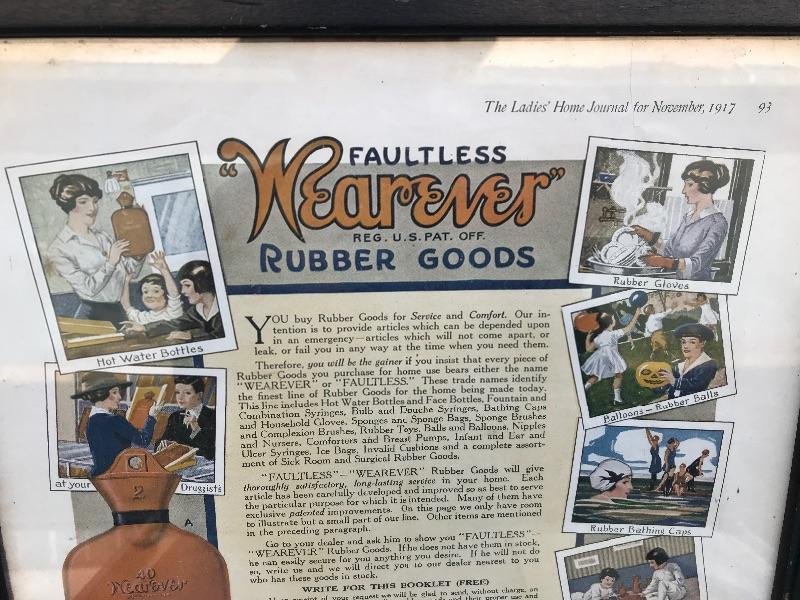 The Ladies' Home Journal for November, 1917 93
FAULTLESS
"Wearever"
REG. U.S. PAT. OFF.
RUBBER GOODS
Hot Water Bottles
at your Druggists
2
A
40
Wearever
YOU buy Rubber Goods for Service and Comfort. Our in-
tention is to provide articles which can be depended upon
in an emergency—articles which will not come apart, or
leak, or fail you in any way at the time when you need them.
Therefore, you will be the gainer if you insist that every piece of
Rubber Goods you purchase for home use bears either the name
"WEAREVER" or "FAULTLESS." These trade names identify
the finest line of Rubber Goods for the home being made today.
This line includes Hot Water Bottles and Face Bottles, Fountain and
Combination Syringes, Bulb and Douche Syringes, Bathing Caps
and Household Gloves, Sponges and Sponge Bags, Sponge Brushes
and Complexion Brushes, Rubber Toys, Balls and Balloons, Nipples
and Nursers, Comforters and Breast Pumps, Infant and Ear and
Ulcer Syringes, Ice Bags, Invalid Cushions and a complete assort-
ment of Sick Room and Surgical Rubber Goods.
"FAULTLESS"—"WEAREVER" Rubber Goods will give
thoroughly satisfactory, long-lasting service in your home. Each
article has been carefully developed and improved so as best to serve
the particular purpose for which it is intended. Many of them have
exclusive patented improvements. On this page we only have room
to illustrate but a small part of our line. Other items are mentioned
in the preceding paragraph.
Go to your dealer and ask him to show you "FAULTLESS"—
"WEAREVER" Rubber Goods. If he does not have them in stock,
he can easily secure for you anything you desire. If he will not do
so, write us and we will direct you to our dealer nearest to you
who has these goods in stock.
WRITE FOR THIS BOOKLET (FREE)
of your request we will be glad to send, without charge, an
Rubber Gloves
Balloons – Rubber Balls
Rubber Bathing Caps